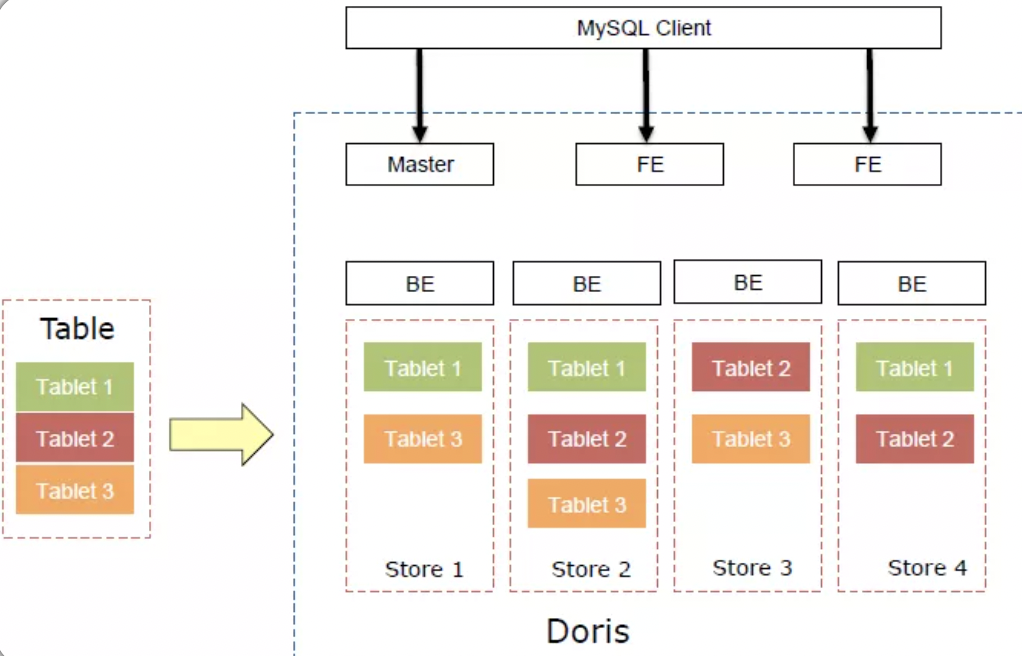 MySQL Client
Master
FE
FE
BE
BE
BE
BE
Table
Tablet 1
Tablet 2
Tablet 3
Tablet 1
Tablet 3
Store 1
Tablet 1
Tablet 2
Tablet 3
Store 2
Tablet 2
Tablet 3
Store 3
Tablet 1
Tablet 2
Store 4
Doris